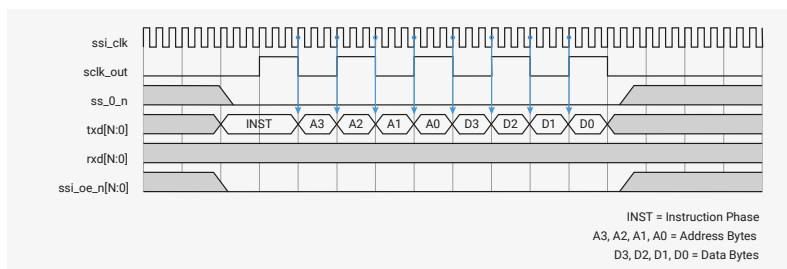 ssi_clk
sclk_out
ss_0_n
txd[N:0]
INST A3 A2 A1 A0 D3 D2 D1 D0
rxd[N:0]
ssi_oe_n[N:0]
INST = Instruction Phase
A3, A2, A1, A0 = Address Bytes
D3, D2, D1, D0 = Data Bytes